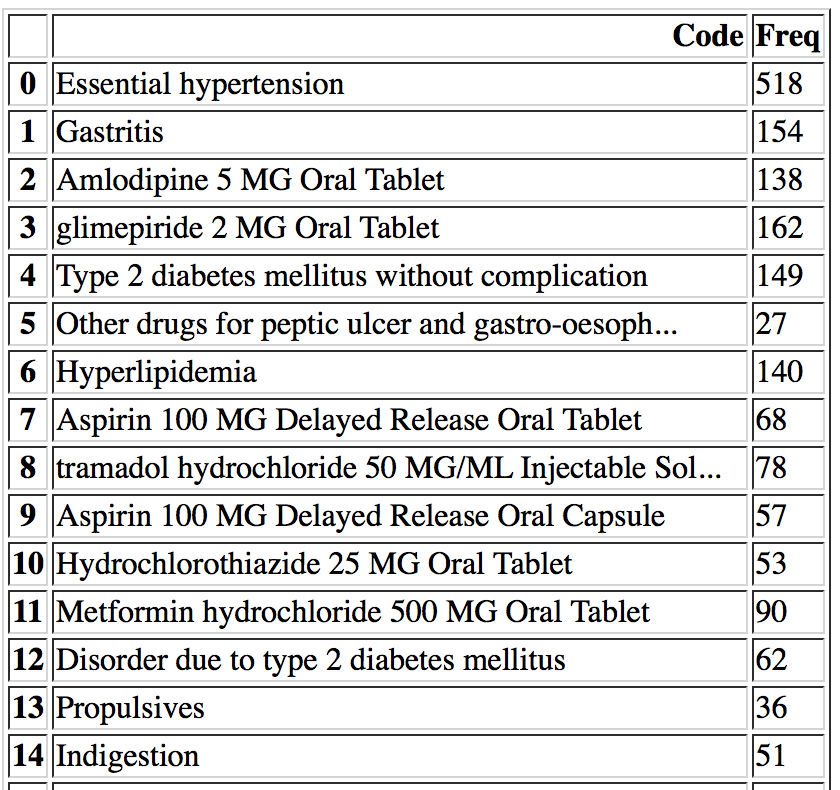 Code Freq
0 Essential hypertension 518
1 Gastritis 154
2 Amlodipine 5 MG Oral Tablet 138
3 glimepiride 2 MG Oral Tablet 162
4 Type 2 diabetes mellitus without complication 149
5 Other drugs for peptic ulcer and gastro-oesoph... 27
6 Hyperlipidemia 140
7 Aspirin 100 MG Delayed Release Oral Tablet 68
8 tramadol hydrochloride 50 MG/ML Injectable Sol... 78
9 Aspirin 100 MG Delayed Release Oral Capsule 57
10 Hydrochlorothiazide 25 MG Oral Tablet 53
11 Metformin hydrochloride 500 MG Oral Tablet 90
12 Disorder due to type 2 diabetes mellitus 62
13 Propulsives 36
14 Indigestion 51